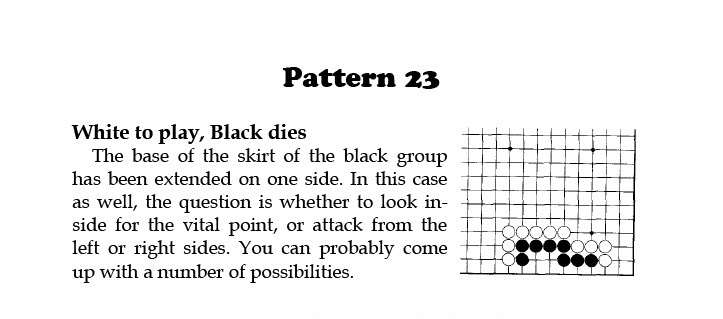 Pattern 23
White to play, Black dies
The base of the skirt of the black group
has been extended on one side. In this case
as well, the question is whether to look in-
side for the vital point, or attack from the
left or right sides. You can probably come
up with a number of possibilities.